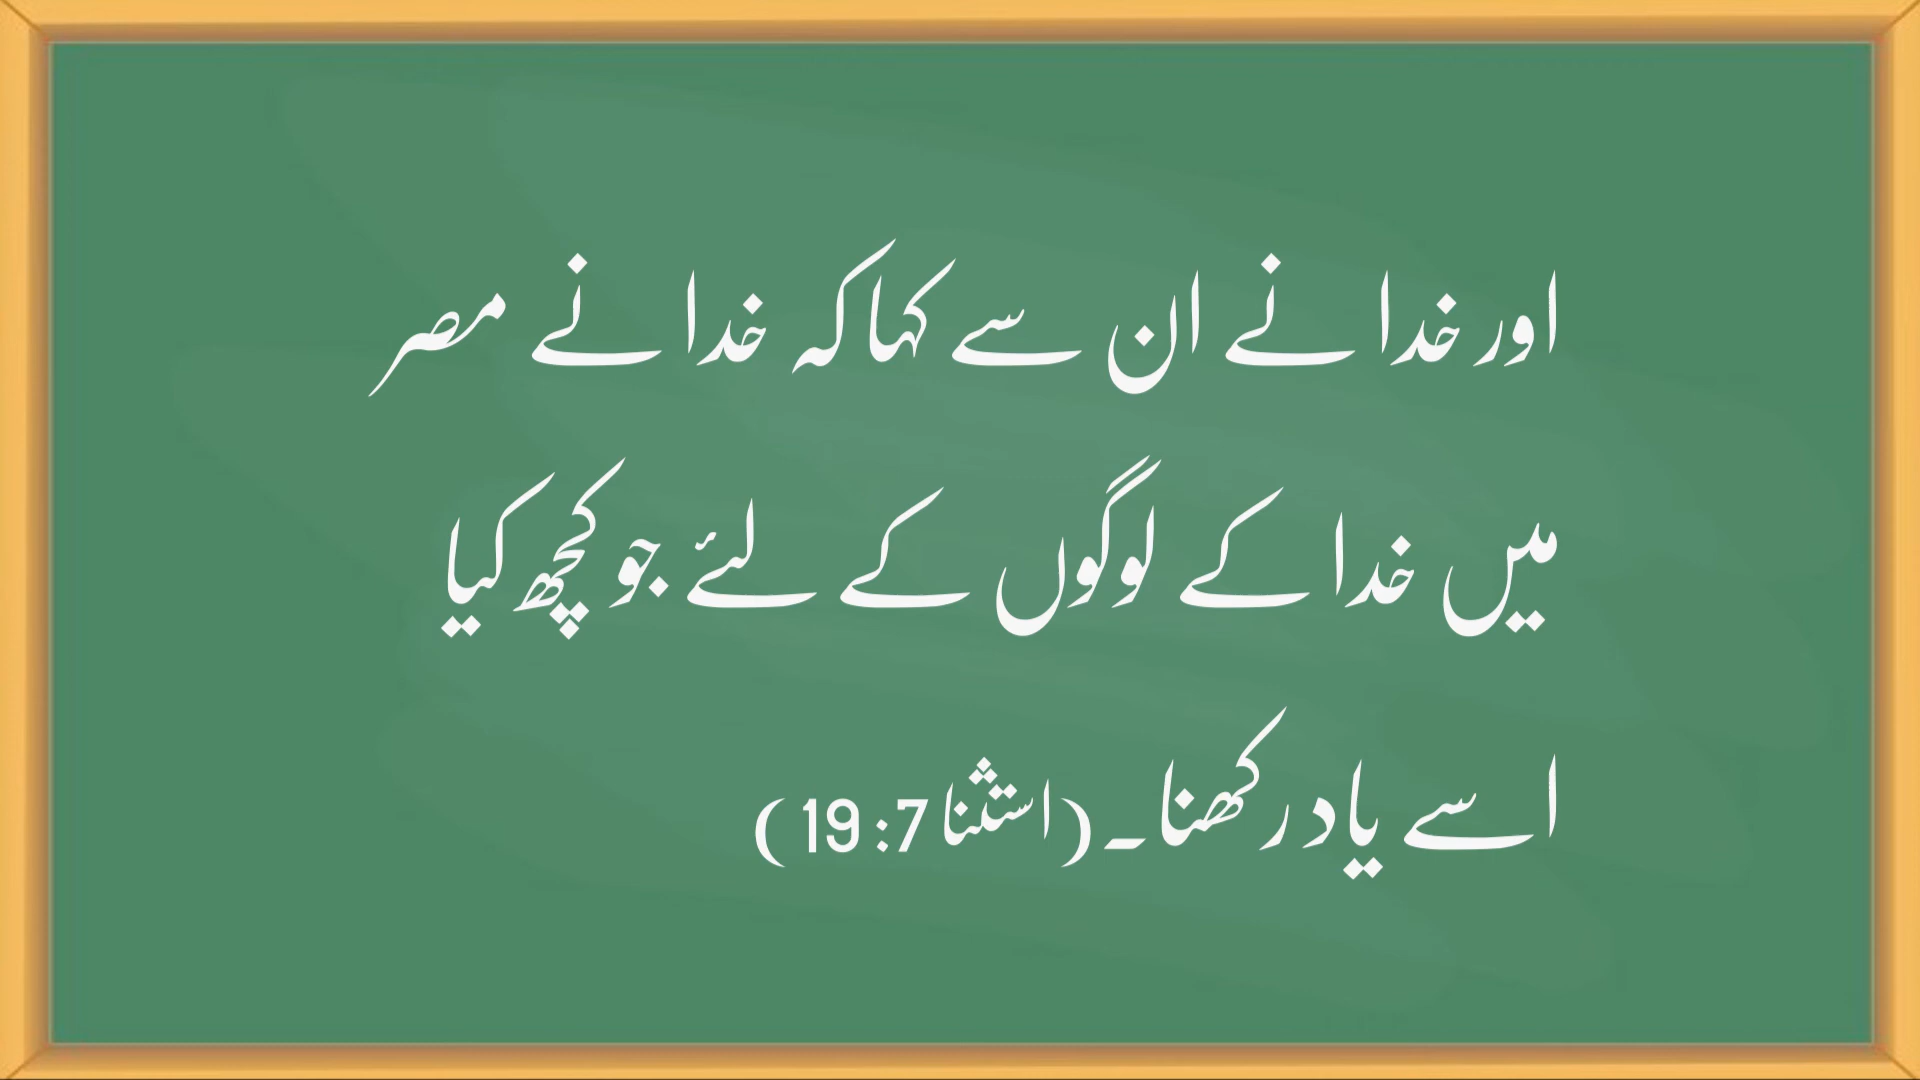 اور خدا نے ان سے کہا کہ خدا نے مصر
میں خدا کے لوگوں کے لئے جو کچھ کیا
اسے یاد رکھنا۔ (استثنا 7: 19)